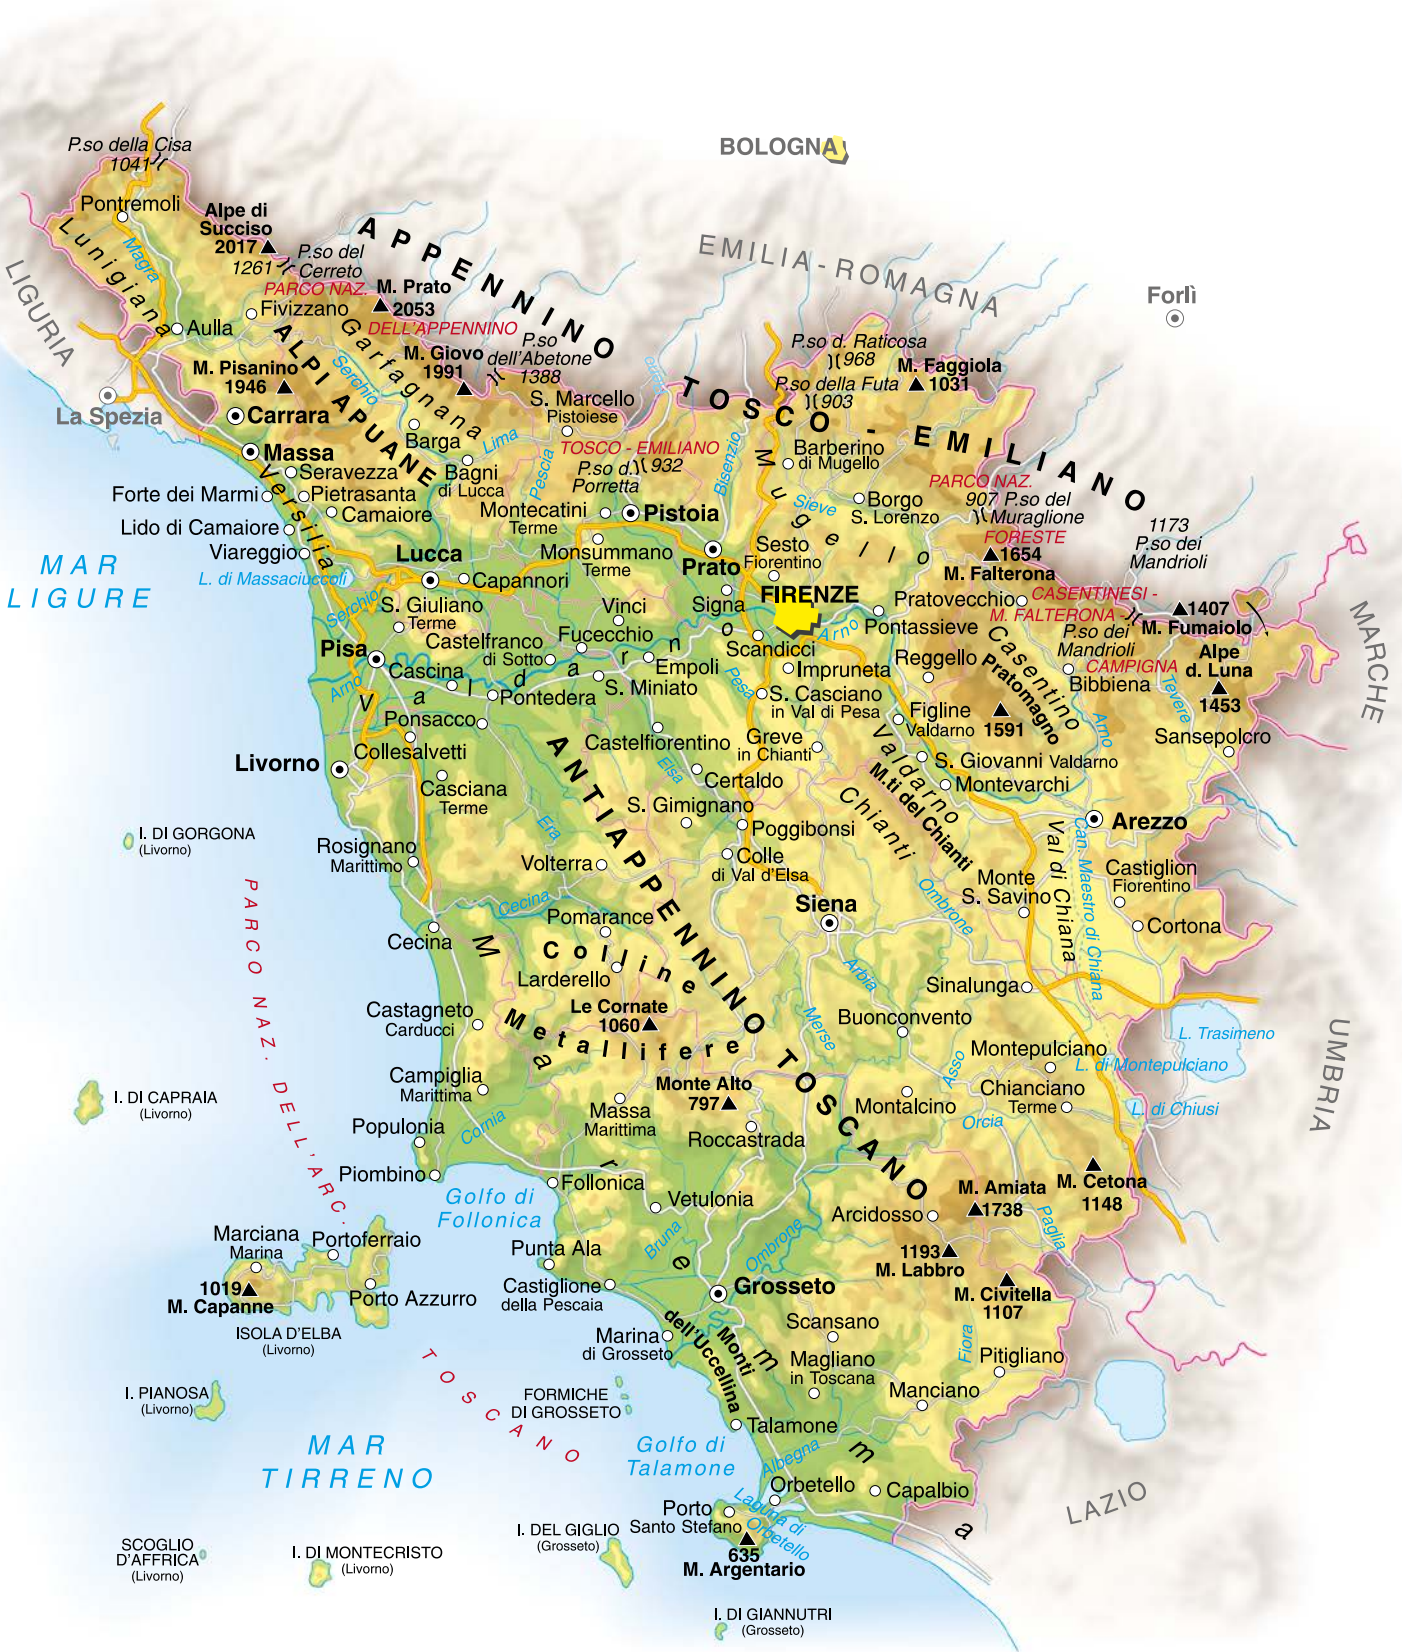 P.so della Cisa
1041
BOLOGNA
Pontremoli
Lunigiana
Magra
Alpe di
Succiso
2017
1261
P.so del
Cerreto
APPENNINO
EMILIA-ROMAGNA
LIGURIA
PARCO NAZ.
M. Prato
2053
Forlì
Fivizzano
Aulla
DELL'APPENNINO
Garfagnana
ALPI APUANE
M. Pisanino
1946
Serchio
M. Giovo
1991
P.so
dell'Abetone
1388
P.so d. Raticosa
968
M. Faggiola
1031
P.so della Futa
903
TOSCO - EMILIANO
La Spezia
Carrara
S. Marcello
Pistoiese
Massa
Barga
Lima
TOSCO - EMILIANO
P.so d.
Porretta
932
Bisenzio
Mugello
Barberino
di Mugello
Versilia
Seravezza
Bagni
di Lucca
Pescia
PARCO NAZ.
Forte dei Marmi
Pietrasanta
Camaiore
Montecatini
Terme
Pistoia
Sieve
Borgo
S. Lorenzo
907
P.so del
Muraglione
Lido di Camaiore
FORESTE
1173
P.so dei
Mandrioli
Viareggio
Lucca
Monsummano
Terme
Prato
Sesto
Fiorentino
1654
M. Falterona
MAR
LIGURE
L. di Massaciuccoli
Capannori
Signa
FIRENZE
Pratovecchio
CASENTINESI -
M. FALTERONA -
1407
M. Fumaiolo
MARCHE
Serchio
S. Giuliano
Terme
Vinci
Fucecchio
Arno
Pontassieve
P.so dei
Mandrioli
Casentino
CAMPIGNA
Pisa
Castelfranco
di Sotto
Scandicci
Reggello
Pratomagno
1591
Bibbiena
Alpe
d. Luna
1453
Tevere
Cascina
Empoli
Impruneta
Arno
Valdarno
Pontedera
S. Miniato
Pesa
S. Casciano
in Val di Pesa
Figline
Valdarno
Arno
Sansepolcro
Ponsacco
Collesalvetti
Castelfiorentino
Greve
in Chianti
Valdarno
S. Giovanni Valdarno
Livorno
ANTIAPPENNINO TOSCANO
Elsa
Certaldo
M.ti del Chianti
Chianti
Montevarchi
Casciana
Terme
S. Gimignano
Poggibonsi
Arezzo
I. DI GORGONA
(Livorno)
Era
Val di Chiana
Can. Maestro di Chiana
Rosignano
Marittimo
Volterra
Colle
di Val d'Elsa
Castiglion
Fiorentino
PARCO NAZ. DELL'ARC.
TOSCANO
Cecina
Siena
Ombrone
Monte
S. Savino
Cortona
Cecina
Pomarance
Maremma
Colline
Metallifere
Larderello
Arbia
Sinalunga
Castagneto
Carducci
Le Cornate
1060
Merse
Buonconvento
L. Trasimeno
UMBRIA
Asso
Montepulciano
L. di Montepulciano
Campiglia
Marittima
Monte Alto
797
Chianciano
Terme
I. DI CAPRAIA
(Livorno)
Massa
Marittima
Montalcino
L. di Chiusi
Populonia
Cornia
Roccastrada
Orcia
Piombino
Follonica
M. Cetona
1148
Golfo di
Follonica
Vetulonia
M. Amiata
1738
Arcidosso
Paglia
Marciana
Marina
Portoferraio
Punta Ala
Bruna
Ombrone
1193
M. Labbro
1019
M. Capanne
Porto Azzurro
Castiglione
della Pescaia
Grosseto
M. Civitella
1107
ISOLA D'ELBA
(Livorno)
Marina
di Grosseto
Monti
dell'Uccellina
Scansano
Fiora
Pitigliano
I. PIANOSA
(Livorno)
FORMICHE
DI GROSSETO
Magliano
in Toscana
Manciano
MAR
TIRRENO
Golfo di
Talamone
Talamone
Albegna
Orbetello
Capalbio
LAZIO
Porto
Santo Stefano
Laguna di
Orbetello
635
M. Argentario
SCOGLIO
D'AFFRICA
(Livorno)
I. DI MONTECRISTO
(Livorno)
I. DEL GIGLIO
(Grosseto)
I. DI GIANNUTRI
(Grosseto)